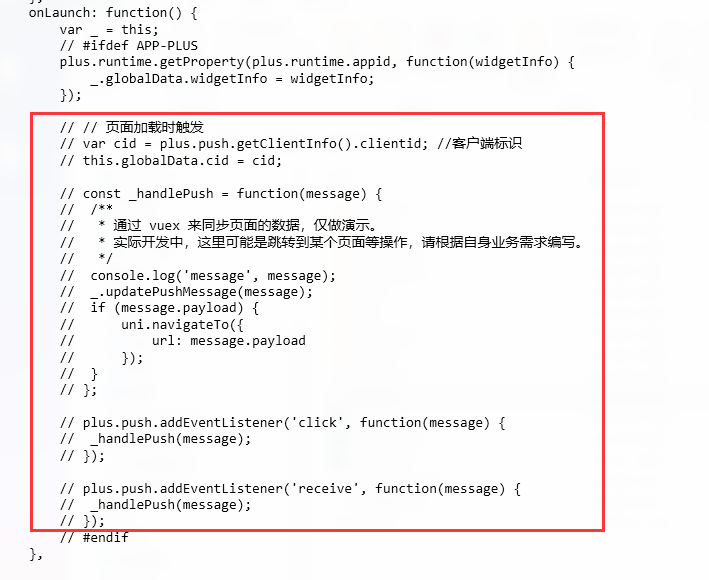 onLaunch: function() {
var _ = this;
// #ifdef APP-PLUS
plus.runtime.getProperty(plus.runtime.appid, function(widgetInfo) {
_.globalData.widgetInfo = widgetInfo;
});
// // 页面加载时触发
// var cid = plus.push.getClientInfo().clientid; //客户端标识
// this.globalData.cid = cid;
// const _handlePush = function(message) {
// /**
// * 通过 vuex 来同步页面的数据，仅做演示。
// * 实际开发中，这里可能是跳转到某个页面等操作，请根据自身业务需求编写。
// */
// console.log('message', message);
// _.updatePushMessage(message);
// if (message.payload) {
// uni.navigateTo({
// url: message.payload
// });
// }
// };
// plus.push.addEventListener('click', function(message) {
// _handlePush(message);
// });
// plus.push.addEventListener('receive', function(message) {
// _handlePush(message);
// });
// #endif
},